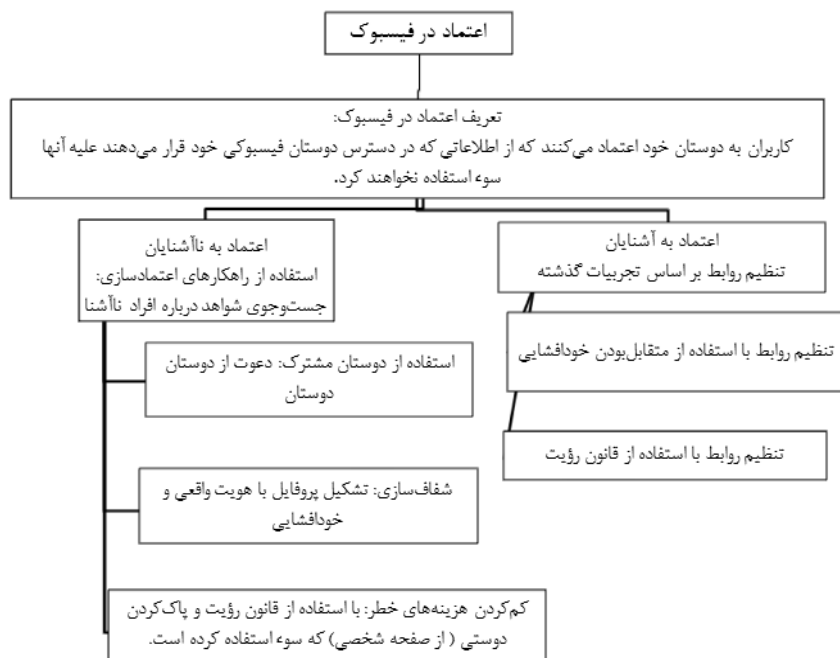 اعتماد در فیسبوک
تعریف اعتماد در فیسبوک:
کاربران به دوستان خود اعتماد می‌کنند که از اطلاعاتی که در دسترس دوستان فیسبوکی خود قرار می‌دهند علیه آنها
سوء استفاده نخواهند کرد.
اعتماد به آشنایان
تنظیم روابط بر اساس تجربیات گذشته
تنظیم روابط با استفاده از متقابل‌بودن خودافشایی
تنظیم روابط با استفاده از قانون رؤیت
اعتماد به ناآشنایان
استفاده از راهکارهای اعتمادسازی:
جست‌وجوی شواهد درباره افراد ناآشنا
استفاده از دوستان مشترک: دعوت از دوستان
دوستان
شفاف‌سازی: تشکیل پروفایل با هویت واقعی و
خودافشایی
کم‌کردن هزینه‌های خطر: با استفاده از قانون رؤیت و پاک‌کردن
دوستی ( از صفحه شخصی) که سوء استفاده کرده است.